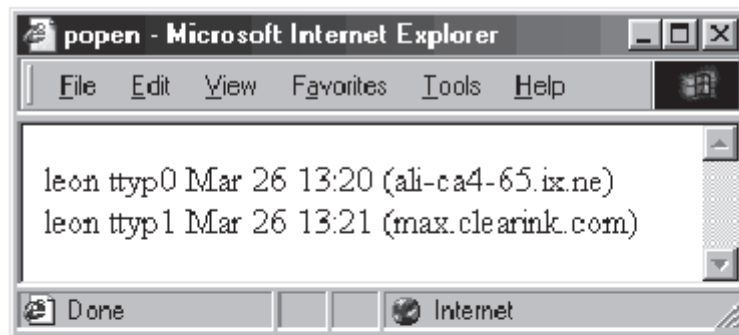 popen - Microsoft Internet Explorer
File Edit View Favorites Tools Help
leon ttyp0 Mar 26 13:20 (ali-ca4-65.ix.ne)
leon ttyp1 Mar 26 13:21 (max.clearink.com)
Done Internet